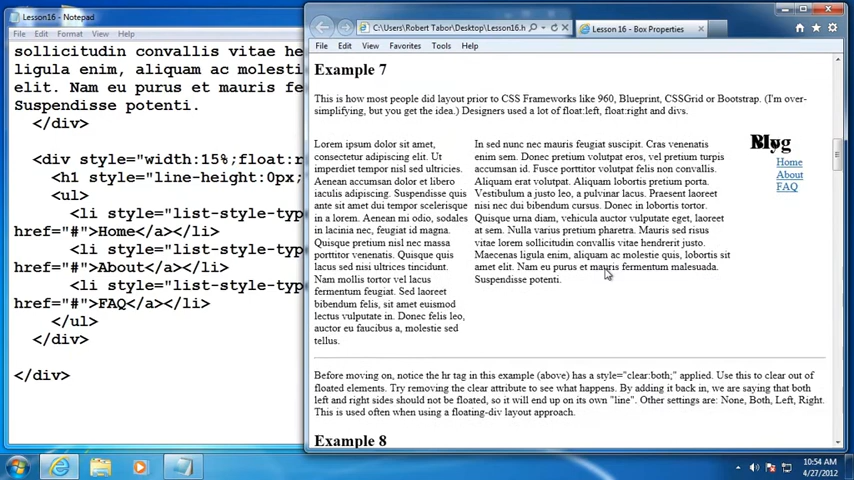 Lesson16 - Notepad
File Edit Format View Help
sollicitudin convallis vitae he
ligula enim, aliquam ac molesti
elit. Nam eu purus et mauris fe
Suspendisse potenti.
</div>
<div style="width:15%;float:r
<h1 style="line-height:0px;
<ul>
<li style="list-style-typ
href="#">Home</a></li>
<li style="list-style-typ
href="#">About</a></li>
<li style="list-style-typ
href="#">FAQ</a></li>
</ul>
</div>
</div>
C:\Users\Robert Tabor\Desktop\Lesson16.h
Lesson 16 - Box Properties
File Edit View Favorites Tools Help
Example 7
This is how most people did layout prior to CSS Frameworks like 960, Blueprint, CSSGrid or Bootstrap. (I'm over-
simplifying, but you get the idea.) Designers used a lot of float:left, float:right and divs.
Lorem ipsum dolor sit amet,
consectetur adipiscing elit. Ut
imperdiet tempor nisl sed ultricies.
Aenean accumsan dolor et libero
iaculis adipiscing. Suspendisse quis
ante sit amet dui tempor scelerisque
in a lorem. Aenean mi odio, sodales
in lacinia nec, feugiat id magna.
Quisque pretium nisl nec massa
porttitor venenatis. Quisque quis
lacus sed nisi ultrices tincidunt.
Nam mollis tortor vel lacus
fermentum feugiat. Sed laoreet
bibendum felis, sit amet euismod
lectus vulputate in. Donec felis leo,
auctor eu faucibus a, molestie sed
tellus.
In sed nunc nec mauris feugiat suscipit. Cras venenatis
enim sem. Donec pretium volutpat eros, vel pretium turpis
accumsan id. Fusce porttitor volutpat felis non convallis.
Aliquam erat volutpat. Aliquam lobortis pretium porta.
Vestibulum a justo leo, a pulvinar lacus. Praesent laoreet
nisi nec dui bibendum cursus. Donec in lobortis tortor.
Quisque urna diam, vehicula auctor vulputate eget, laoreet
at sem. Nulla varius pretium pharetra. Mauris sed risus
vitae lorem sollicitudin convallis vitae hendrerit justo.
Maecenas ligula enim, aliquam ac molestie quis, lobortis sit
amet elit. Nam eu purus et mauris fermentum malesuada.
Suspendisse potenti.
Home
About
FAQ
Before moving on, notice the hr tag in this example (above) has a style="clear:both;" applied. Use this to clear out of
floated elements. Try removing the clear attribute to see what happens. By adding it back in, we are saying that both
left and right sides should not be floated, so it will end up on its own "line". Other settings are: None, Both, Left, Right.
This is used often when using a floating-div layout approach.
Example 8
10:54 AM
4/27/2012